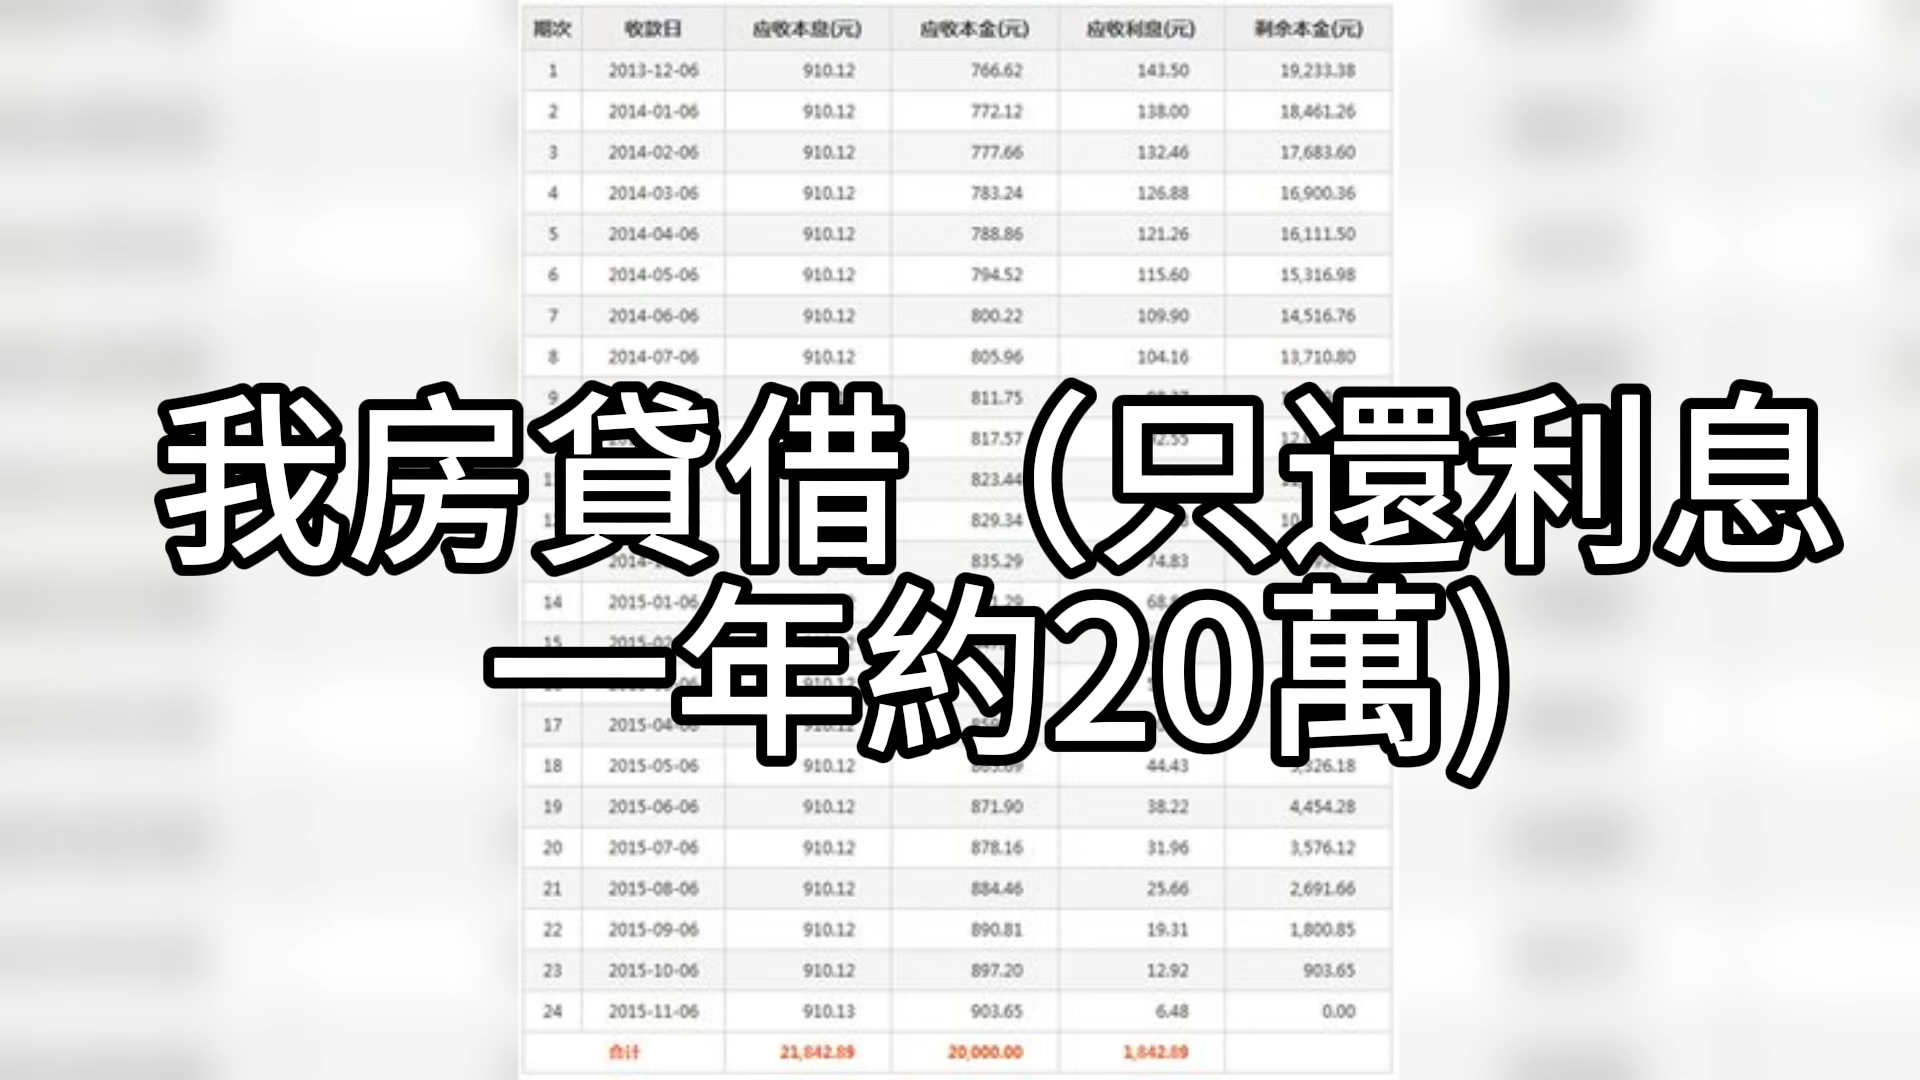 期次 收款日 应收本息(元) 应收本金(元) 应收利息(元) 剩余本金(元)
1 2013-12-06 910.12 766.62 143.50 19,233.38
2 2014-01-06 910.12 772.12 138.00 18,461.26
3 2014-02-06 910.12 777.66 132.46 17,683.60
4 2014-03-06 910.12 783.24 126.88 16,900.36
5 2014-04-06 910.12 788.86 121.26 16,111.50
6 2014-05-06 910.12 794.52 115.60 15,316.98
7 2014-06-06 910.12 800.22 109.90 14,516.76
8 2014-07-06 910.12 805.96 104.16 13,710.80
9 811.75
817.57
823.44
829.34
835.29 74.83
我房貸借（只還利息
一年約20萬)
14 2015-01-06
17 910.12
18 2015-05-06 910.12 44.43 5,326.18
19 2015-06-06 910.12 871.90 38.22 4,454.28
20 2015-07-06 910.12 878.16 31.96 3,576.12
21 2015-08-06 910.12 884.46 25.66 2,691.66
22 2015-09-06 910.12 890.81 19.31 1,800.85
23 2015-10-06 910.12 897.20 12.92 903.65
24 2015-11-06 910.13 903.65 6.48 0.00
合计 21,842.89 20,000.00 1,842.89